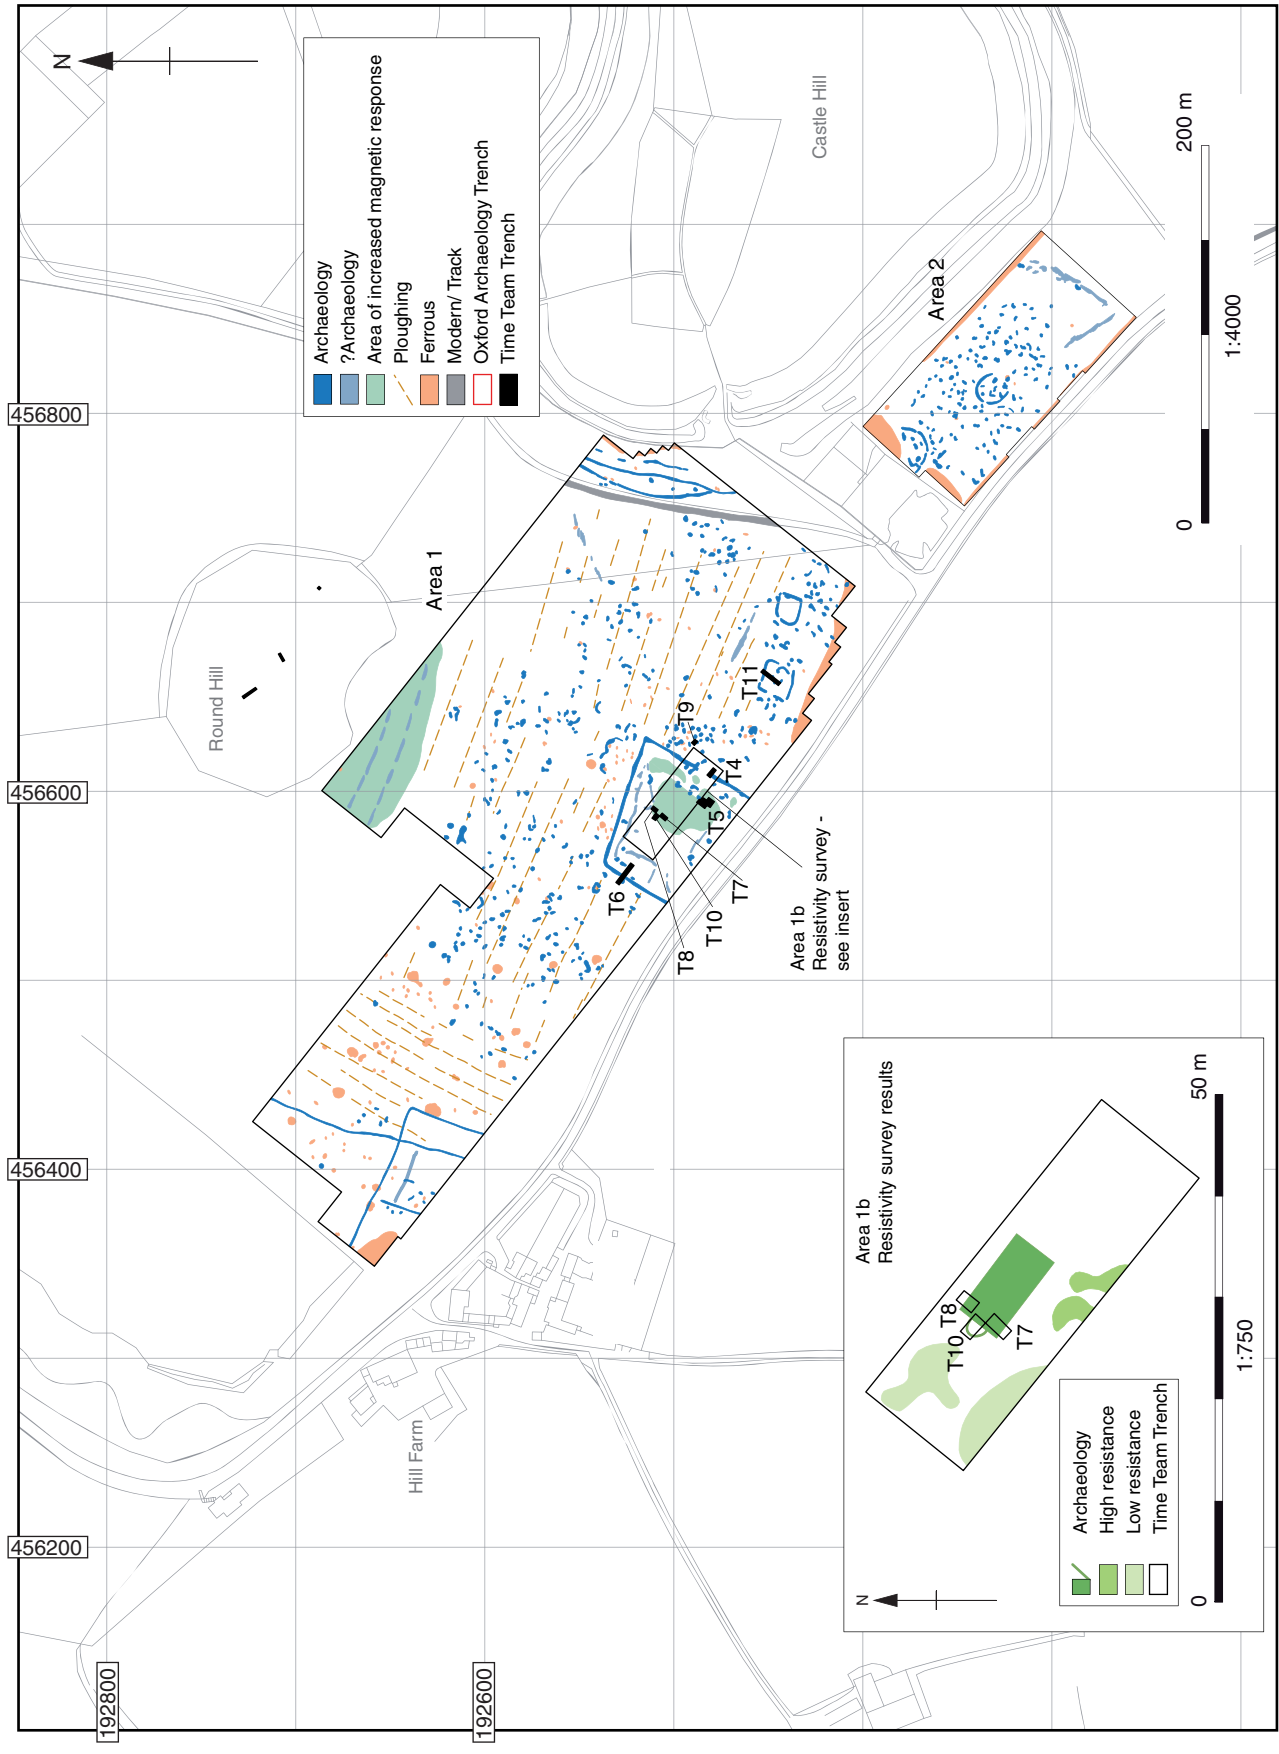 N
Archaeology
?Archaeology
Area of increased magnetic response
Ploughing
Ferrous
Modern/ Track
Oxford Archaeology Trench
Time Team Trench
Castle Hill
Round Hill
Area 1
Area 2
456800
456600
456400
456200
192800
192600
T11
T9
T4
T5
T6
T7
T10
T8
Area 1b
Resistivity survey -
see insert
Hill Farm
0
200 m
1:4000
Area 1b
Resistivity survey results
T8
T10
T7
N
Archaeology
High resistance
Low resistance
Time Team Trench
0
50 m
1:750